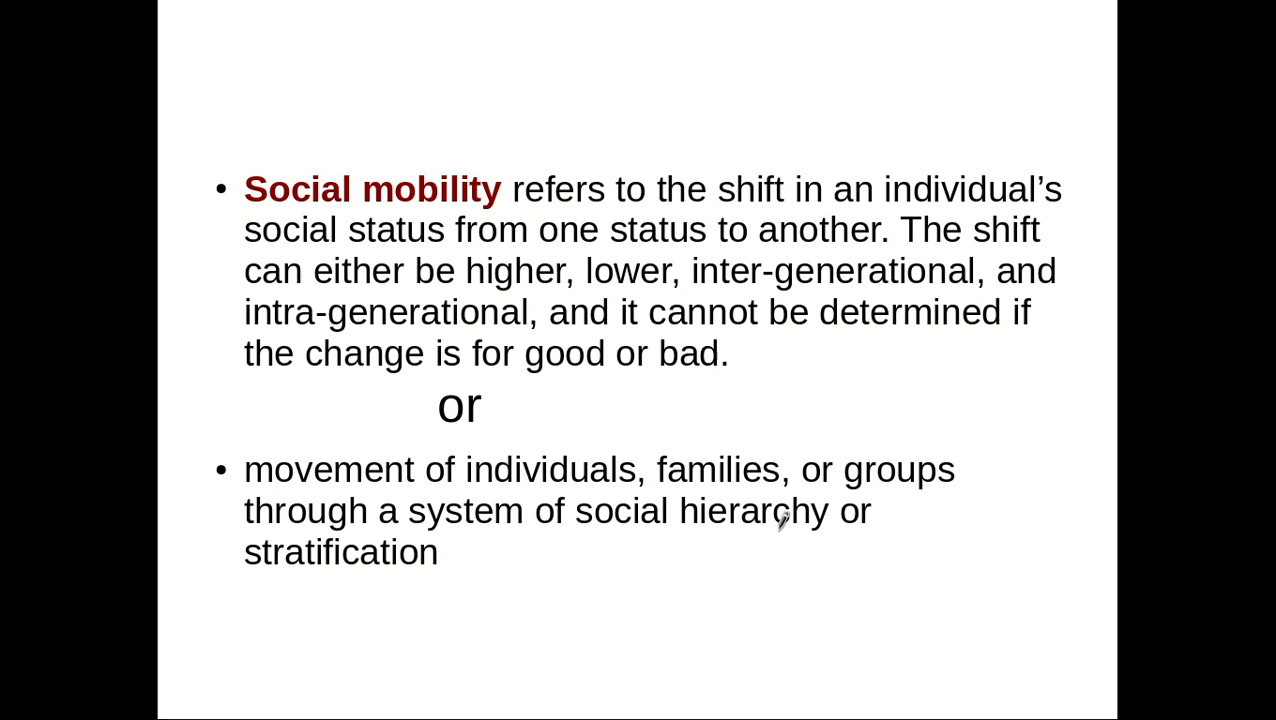 • Social mobility refers to the shift in an individual’s
social status from one status to another. The shift
can either be higher, lower, inter-generational, and
intra-generational, and it cannot be determined if
the change is for good or bad.
or
• movement of individuals, families, or groups
through a system of social hierarchy or
stratification